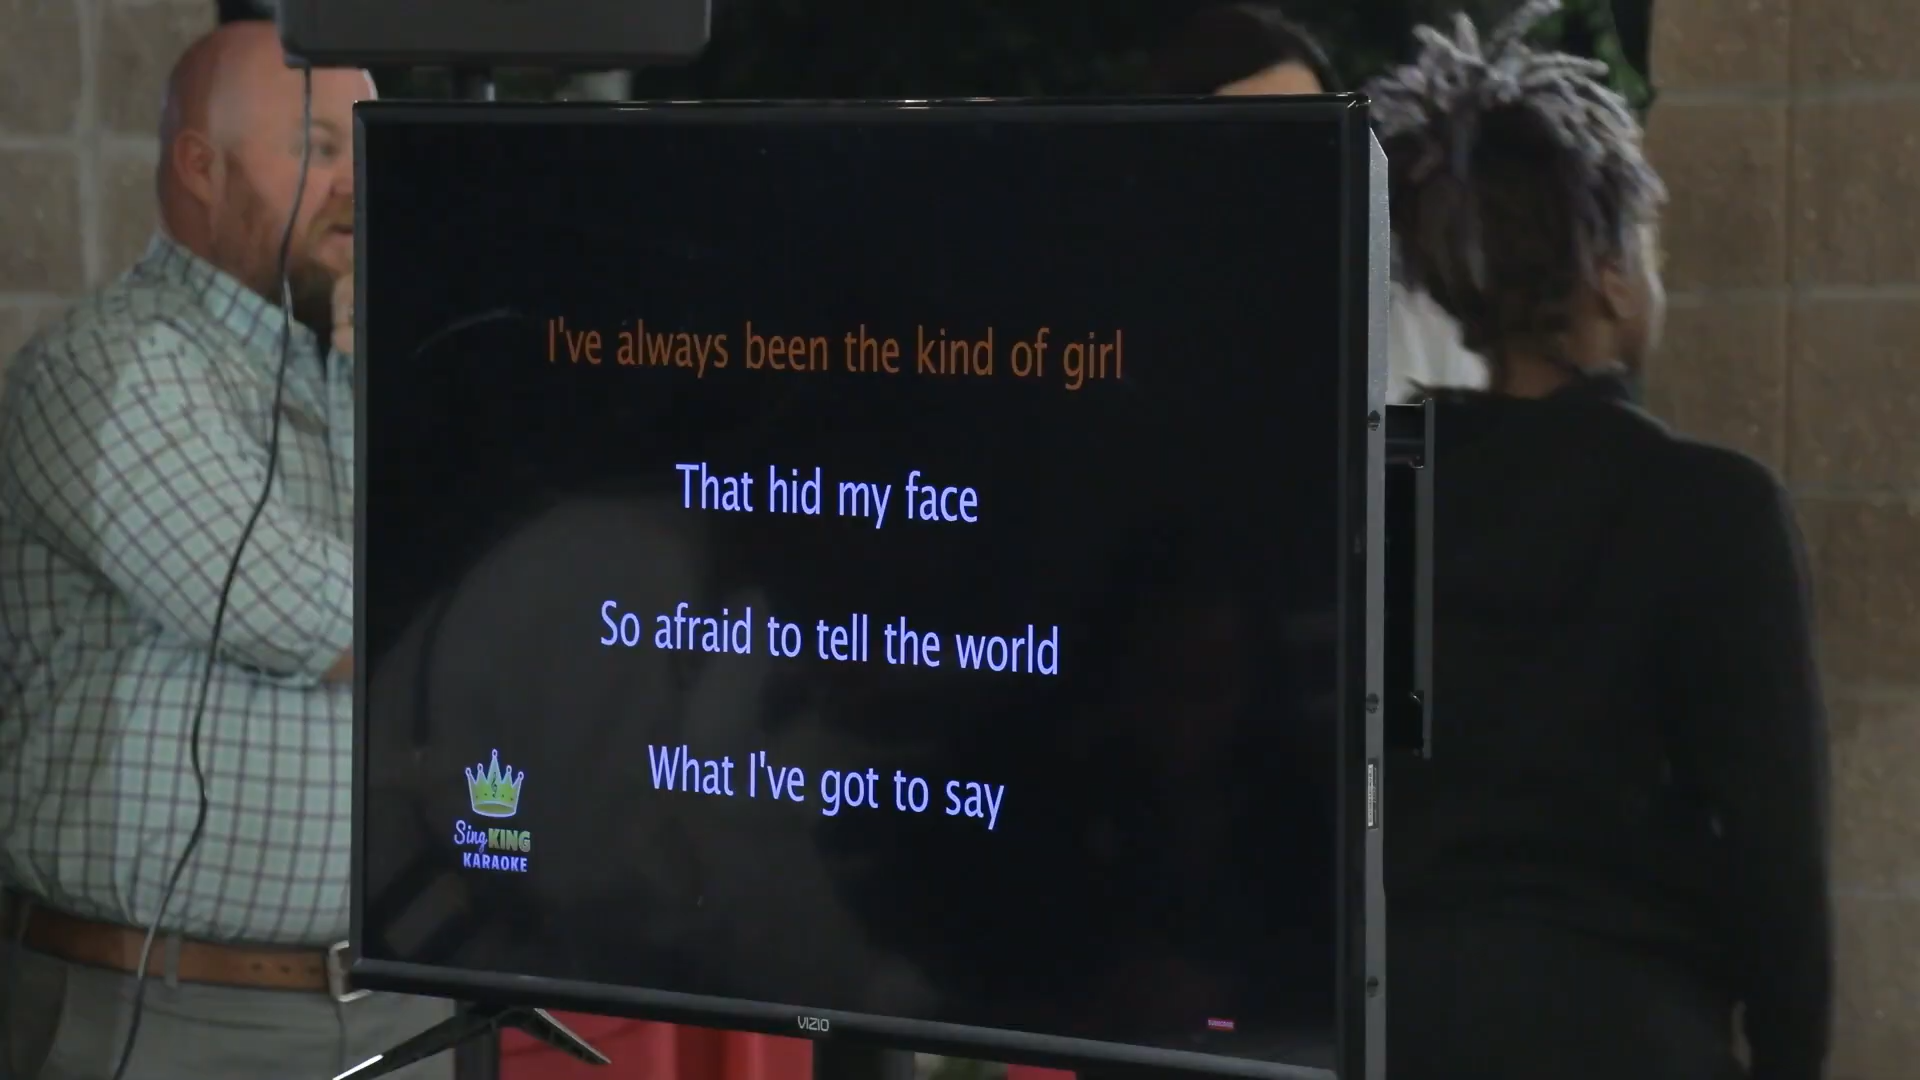 I've always been the kind of girl
That hid my face
So afraid to tell the world
What I've got to say
Sing KING
KARAOKE
VIZIO
SUBSCRIBE